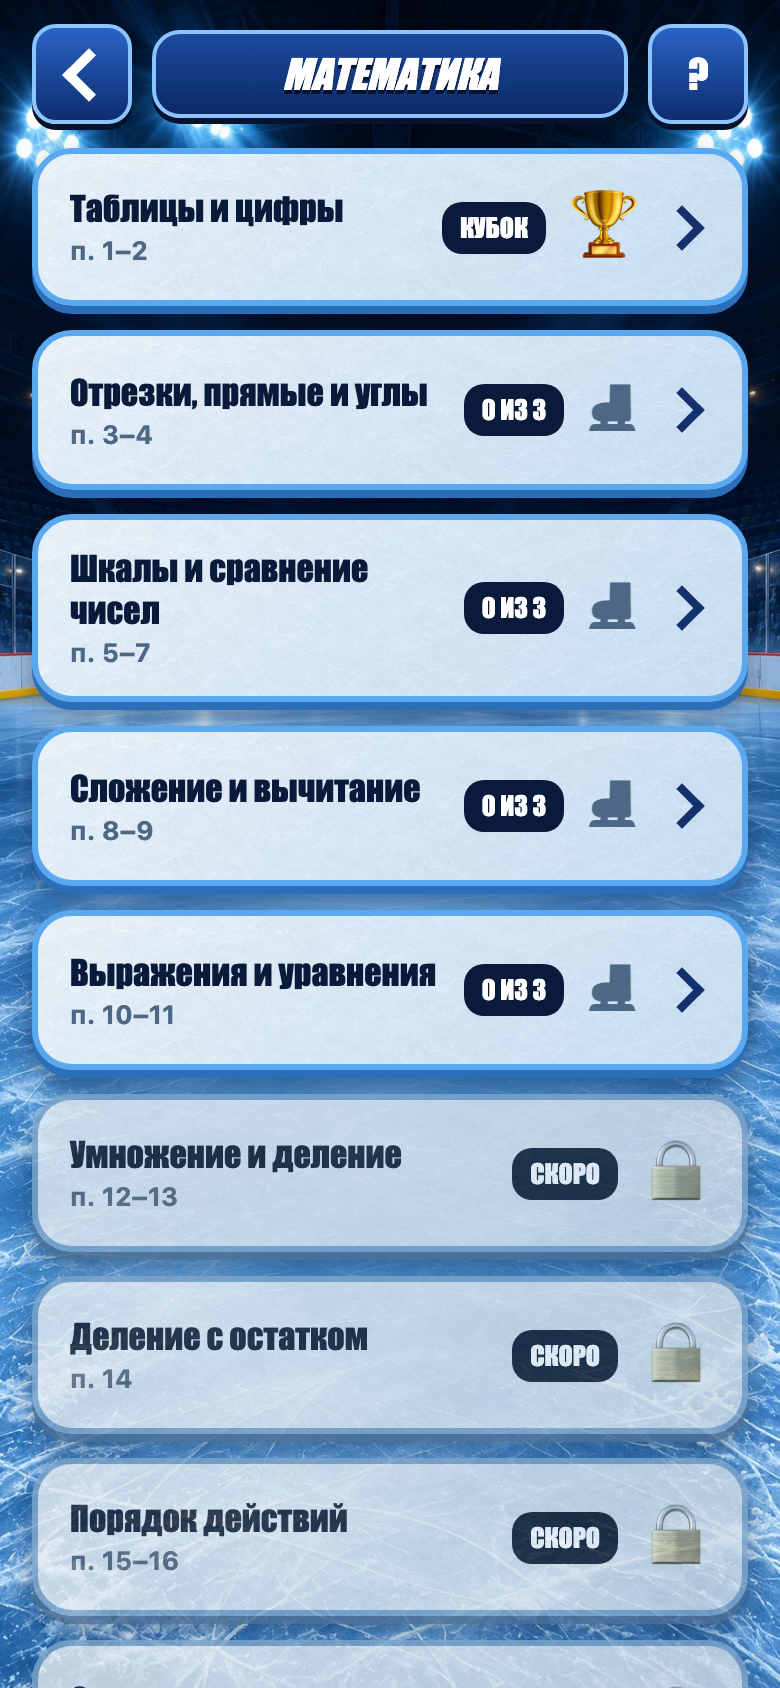 МАТЕМАТИКА
?
Таблицы и цифры
п. 1–2
КУБОК
Отрезки, прямые и углы
п. 3–4
0 ИЗ 3
Шкалы и сравнение
чисел
п. 5–7
0 ИЗ 3
Сложение и вычитание
п. 8–9
0 ИЗ 3
Выражения и уравнения
п. 10–11
0 ИЗ 3
Умножение и деление
п. 12–13
СКОРО
Деление с остатком
п. 14
СКОРО
Порядок действий
п. 15–16
СКОРО